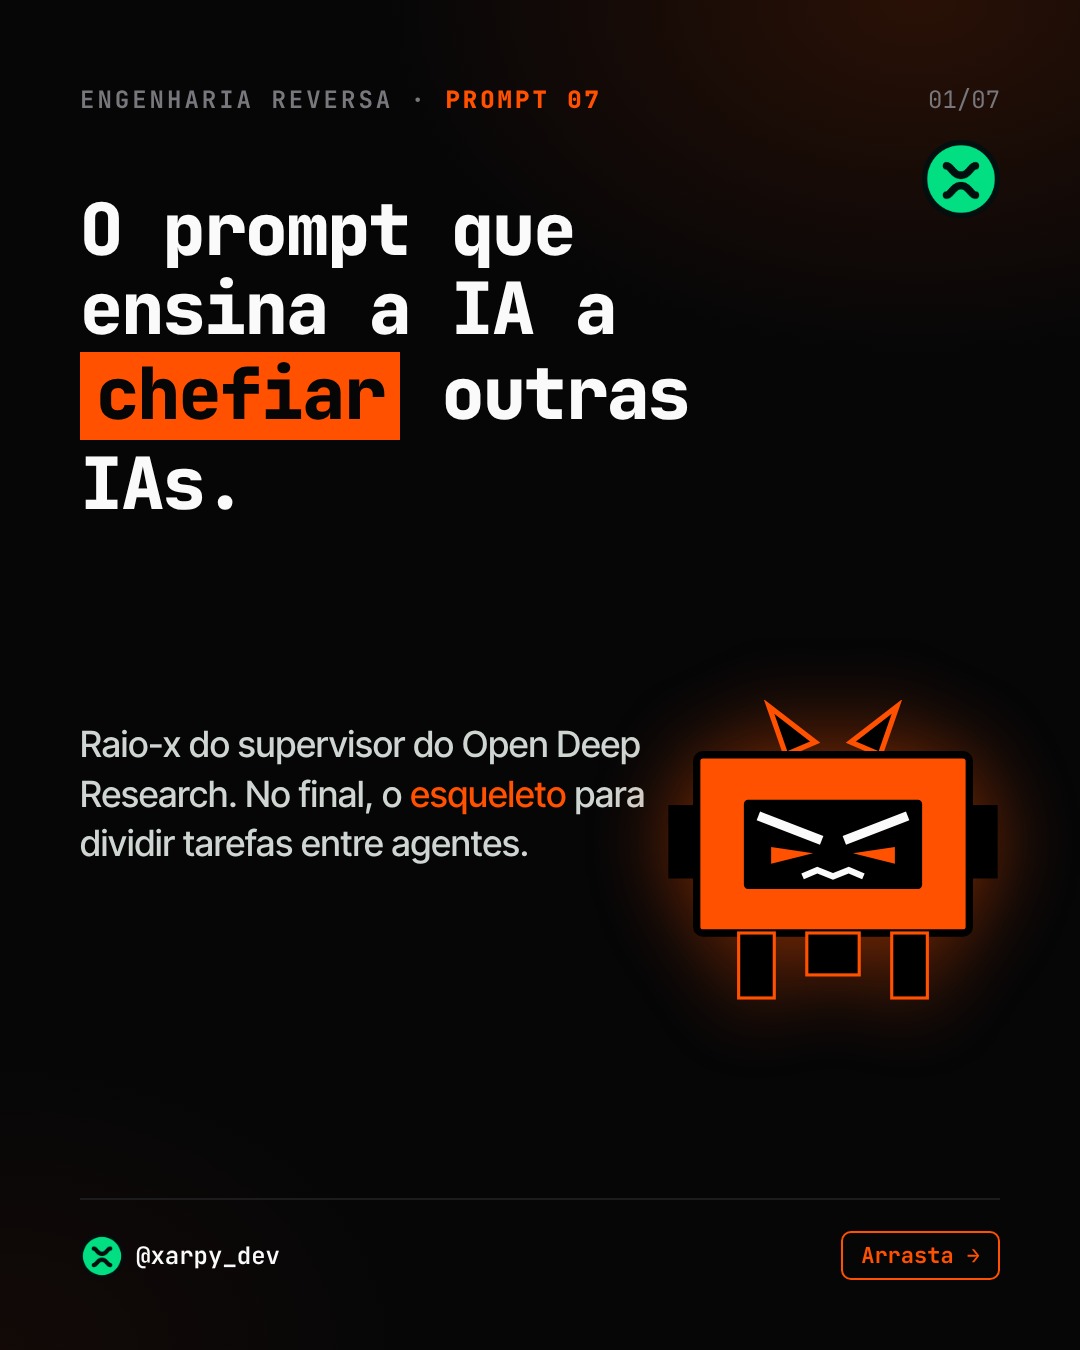 ENGENHARIA REVERSA · PROMPT 07
01/07
O prompt que
ensina a IA a
chefiar outras
IAs.
Raio-x do supervisor do Open Deep
Research. No final, o esqueleto para
dividir tarefas entre agentes.
@xarpy_dev
Arrasta →